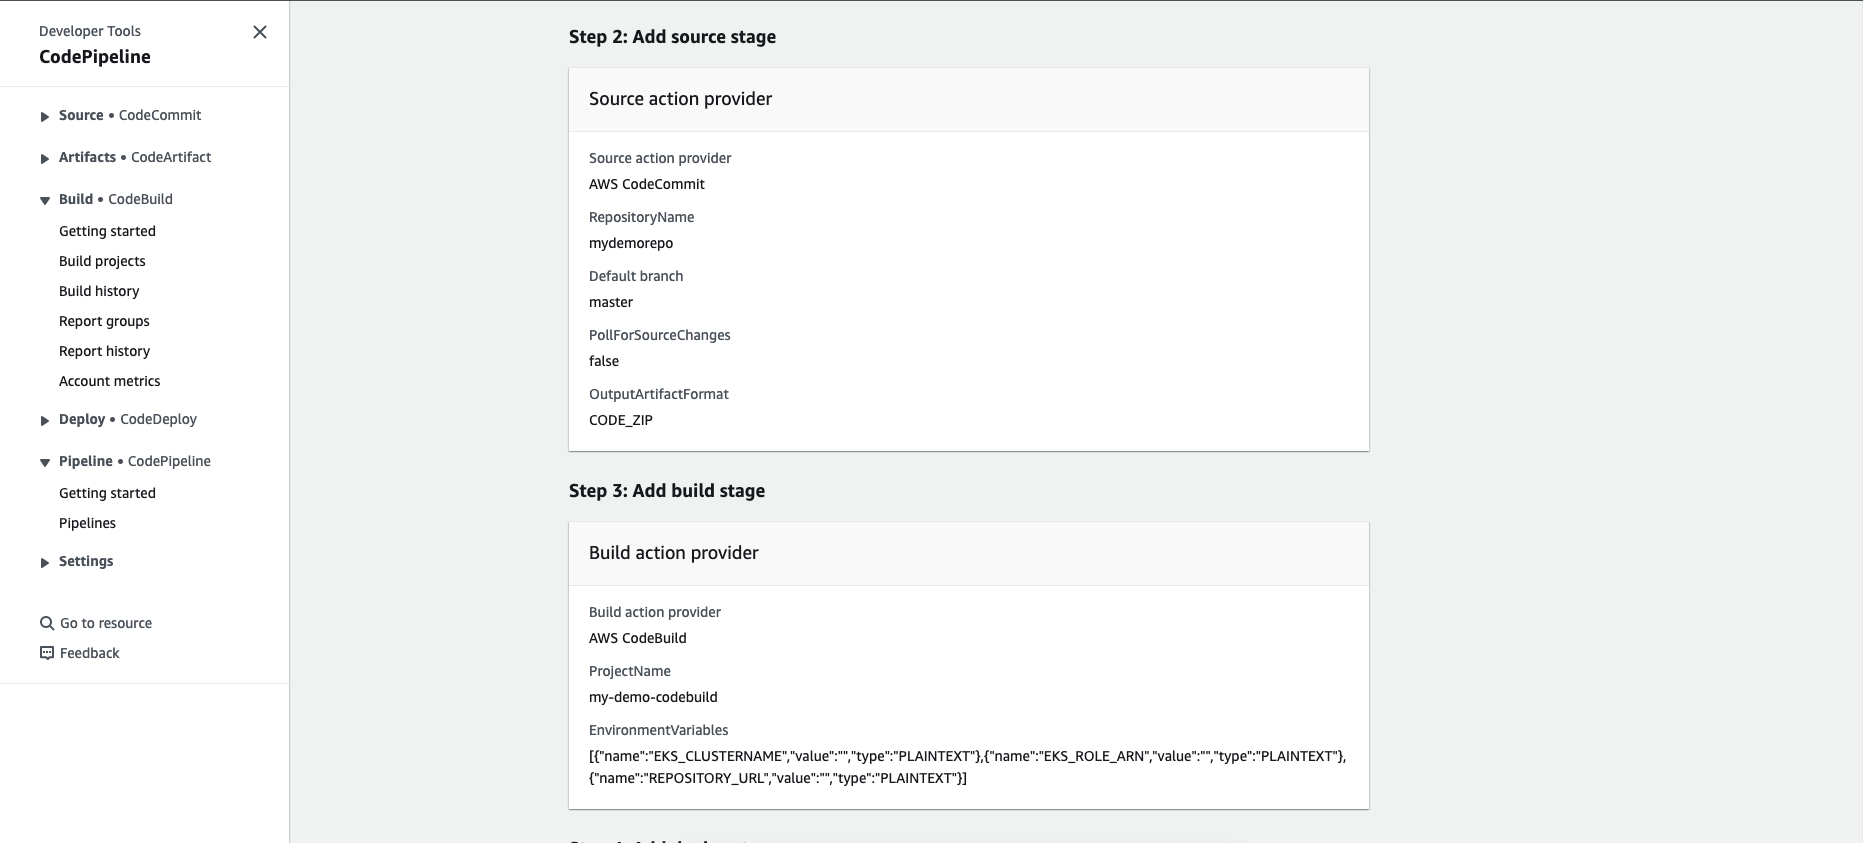 Developer Tools
CodePipeline
Source • CodeCommit
Artifacts • CodeArtifact
Build • CodeBuild
Getting started
Build projects
Build history
Report groups
Report history
Account metrics
Deploy • CodeDeploy
Pipeline • CodePipeline
Getting started
Pipelines
Settings
Go to resource
Feedback
Step 2: Add source stage
Source action provider
Source action provider
AWS CodeCommit
RepositoryName
mydemorepo
Default branch
master
PollForSourceChanges
false
OutputArtifactFormat
CODE_ZIP
Step 3: Add build stage
Build action provider
Build action provider
AWS CodeBuild
ProjectName
my-demo-codebuild
EnvironmentVariables
[{"name":"EKS_CLUSTERNAME","value":"","type":"PLAINTEXT"},{"name":"EKS_ROLE_ARN","value":"","type":"PLAINTEXT"},
{"name":"REPOSITORY_URL","value":"","type":"PLAINTEXT"}]